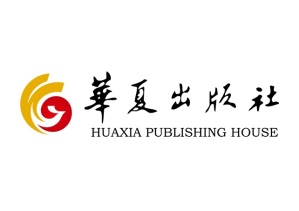 華夏出版社
HUAXIA PUBLISHING HOUSE